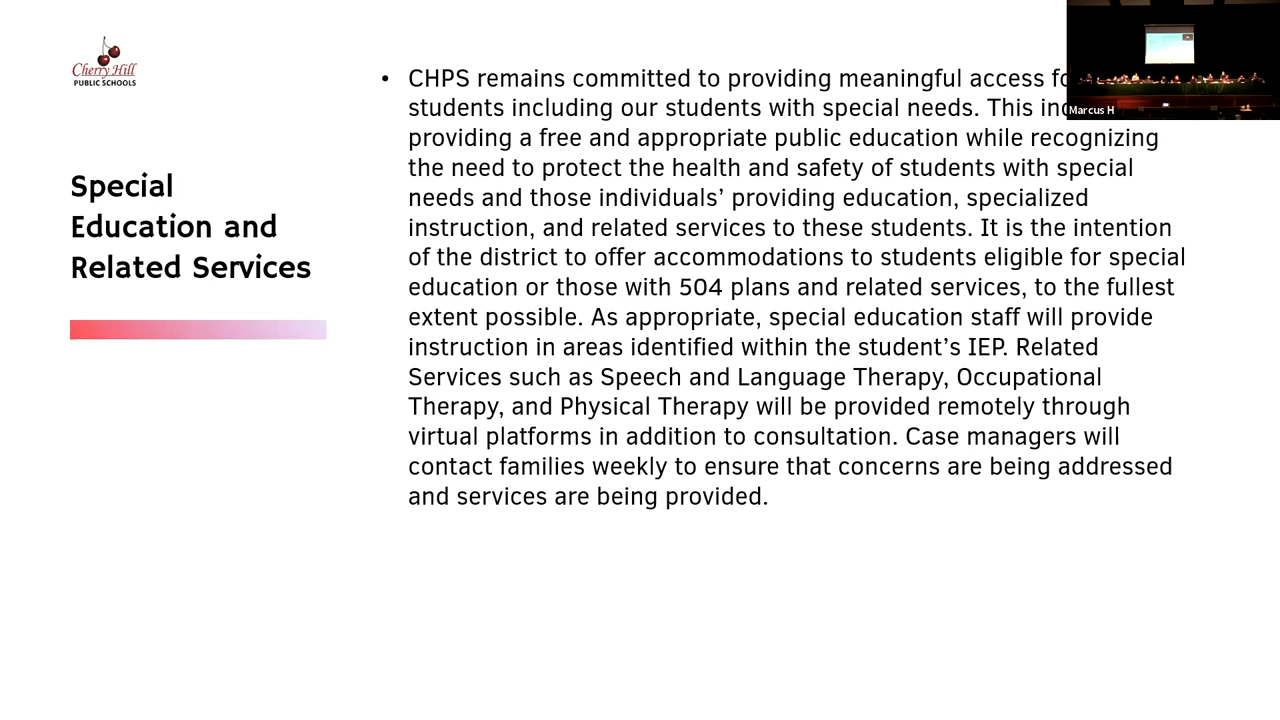 Cherry Hill
PUBLIC SCHOOLS
Special
Education and
Related Services
• CHPS remains committed to providing meaningful access
students including our students with special needs. This
providing a free and appropriate public education while recognizing
the need to protect the health and safety of students with special
needs and those individuals’ providing education, specialized
instruction, and related services to these students. It is the intention
of the district to offer accommodations to students eligible for special
education or those with 504 plans and related services, to the fullest
extent possible. As appropriate, special education staff will provide
instruction in areas identified within the student’s IEP. Related
Services such as Speech and Language Therapy, Occupational
Therapy, and Physical Therapy will be provided remotely through
virtual platforms in addition to consultation. Case managers will
contact families weekly to ensure that concerns are being addressed
and services are being provided.
Marcus H